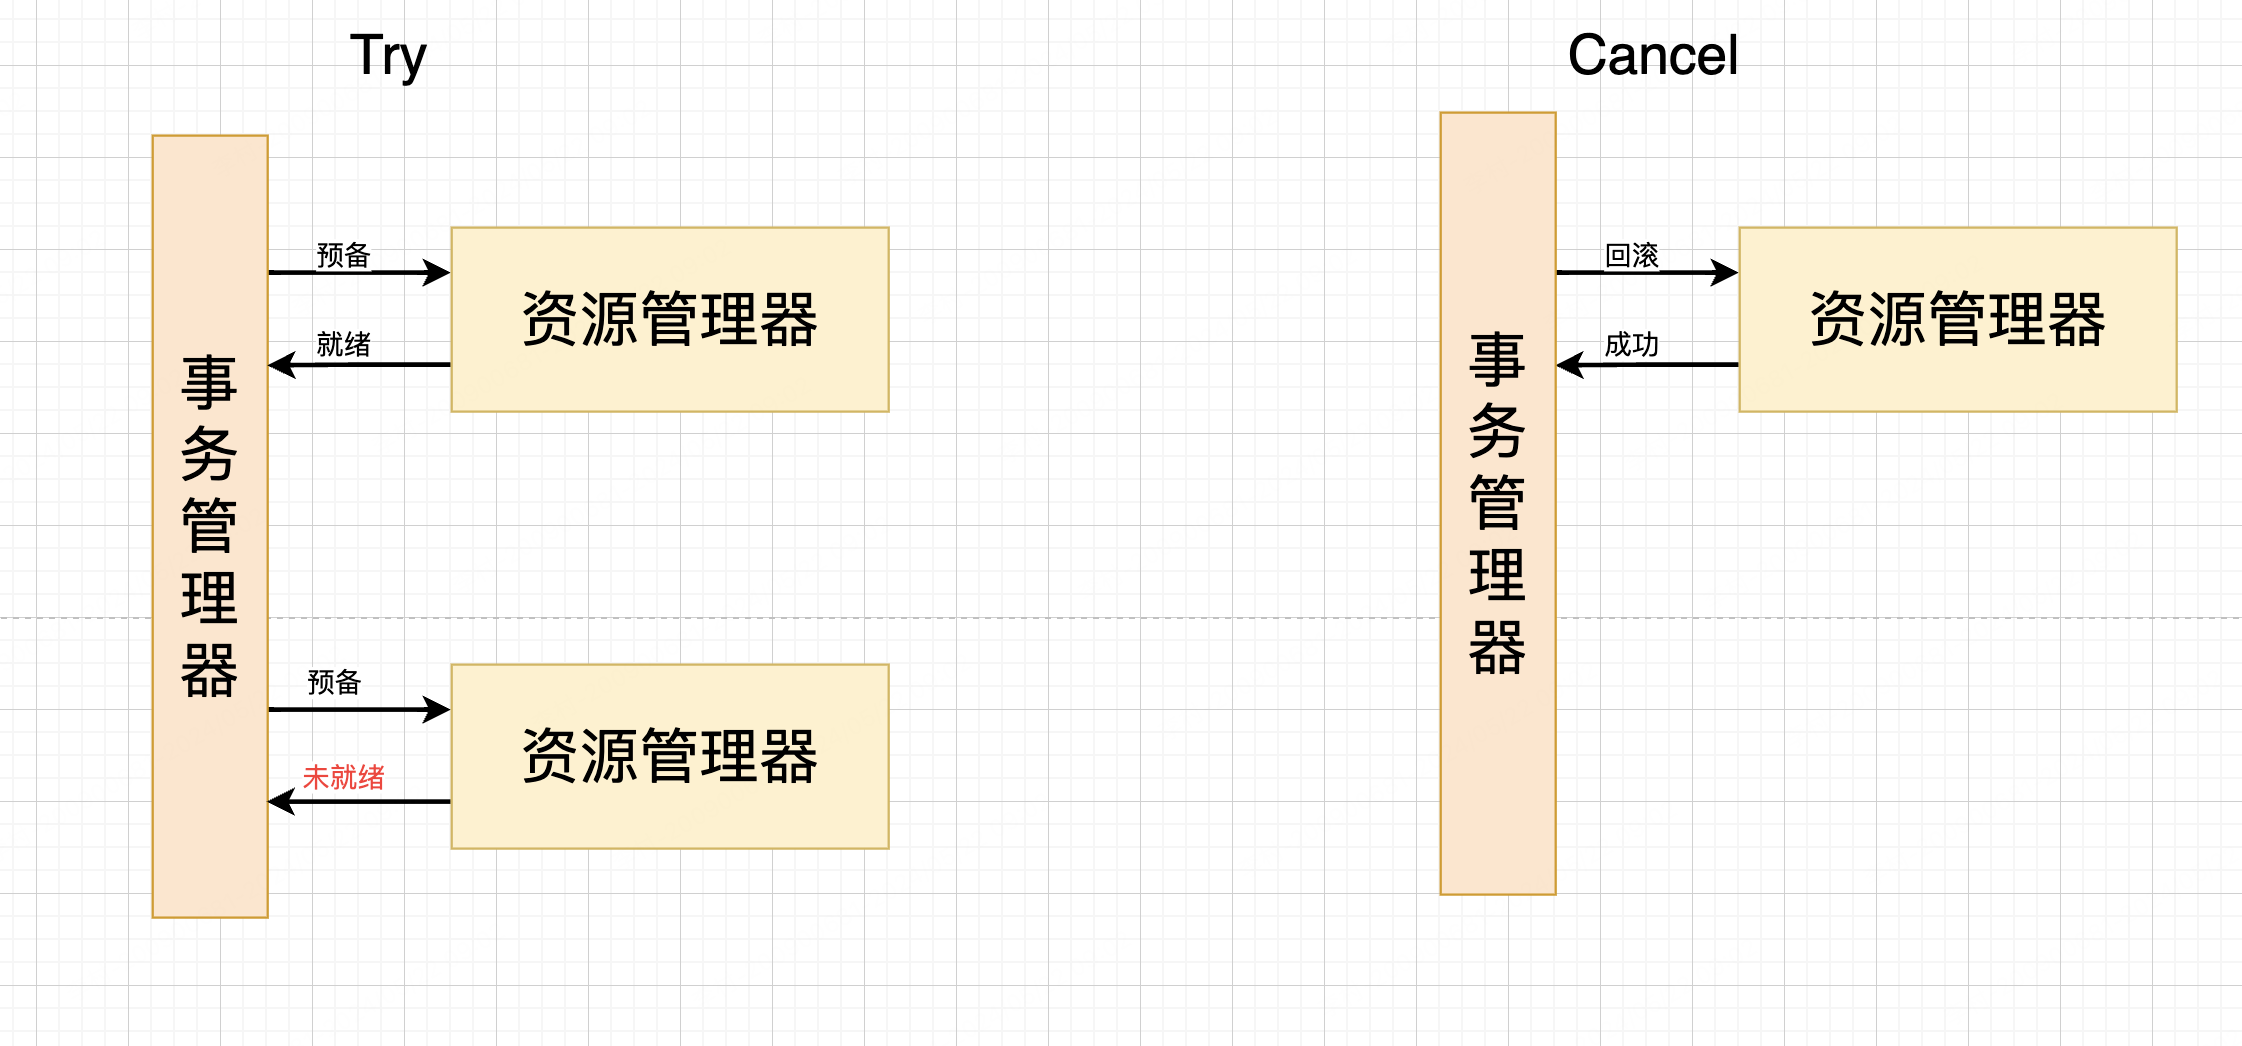 Try
事务管理器
预备
就绪
资源管理器
预备
未就绪
资源管理器
Cancel
事务管理器
回滚
成功
资源管理器